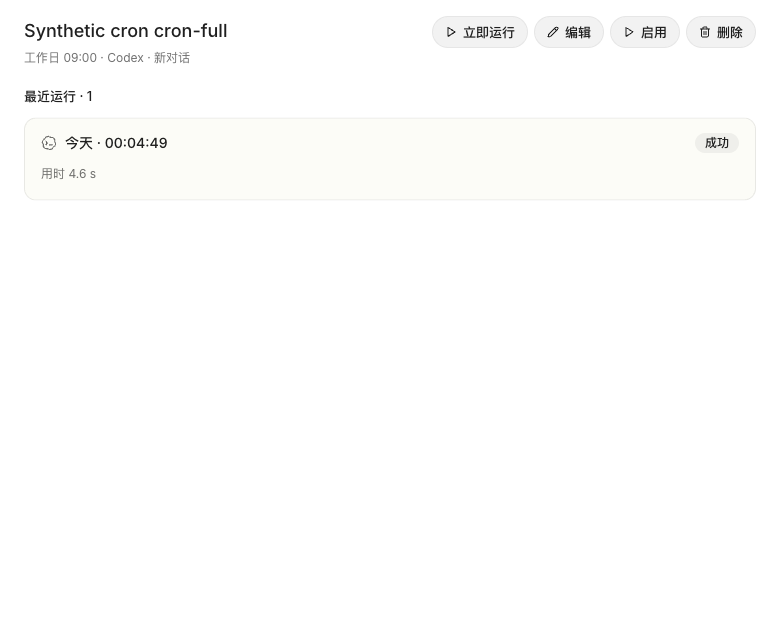 Synthetic cron cron-full
立即运行
编辑
启用
删除
工作日 09:00 · Codex · 新对话
最近运行 · 1
今天 · 00:04:49
成功
用时 4.6 s